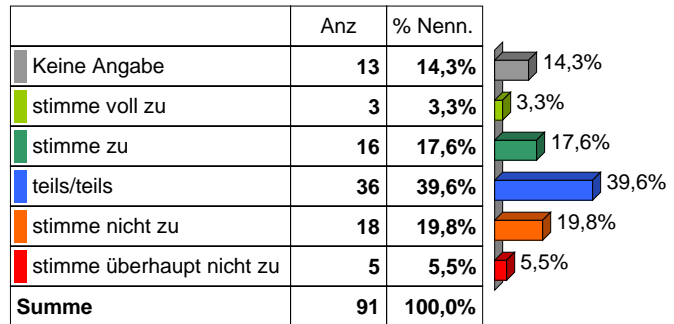 Anz % Nenn.
Keine Angabe 13 14,3% 14,3%
stimme voll zu 3 3,3% 3,3%
stimme zu 16 17,6% 17,6%
teils/teils 36 39,6% 39,6%
stimme nicht zu 18 19,8% 19,8%
stimme überhaupt nicht zu 5 5,5% 5,5%
Summe 91 100,0%